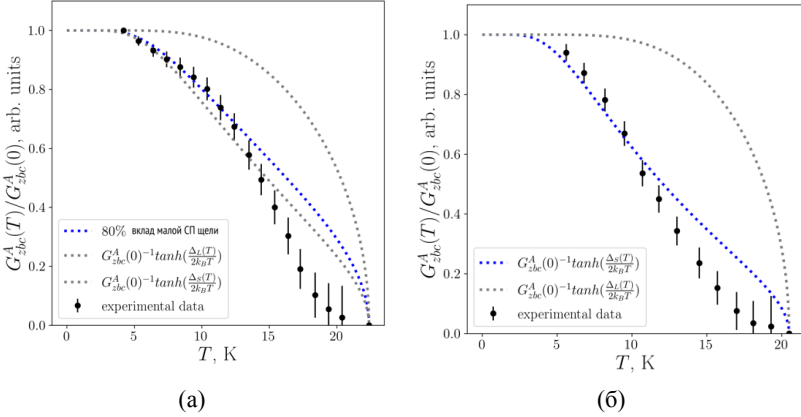 G^A_{zbc}(T)/G^A_{zbc}(0), arb. units
1.0
0.8
0.6
0.4
0.2
0.0
80% вклад малой СП щели
G^A_{zbc}(0)^{-1}tanh(\frac{Δ_L(T)}{2k_BT})
G^A_{zbc}(0)^{-1}tanh(\frac{Δ_S(T)}{2k_BT})
experimental data
0 5 10 15 20
T, K
(а)
G^A_{zbc}(T)/G^A_{zbc}(0), arb. units
1.0
0.8
0.6
0.4
0.2
0.0
G^A_{zbc}(0)^{-1}tanh(\frac{Δ_S(T)}{2k_BT})
G^A_{zbc}(0)^{-1}tanh(\frac{Δ_L(T)}{2k_BT})
experimental data
0 5 10 15 20
T, K
(б)